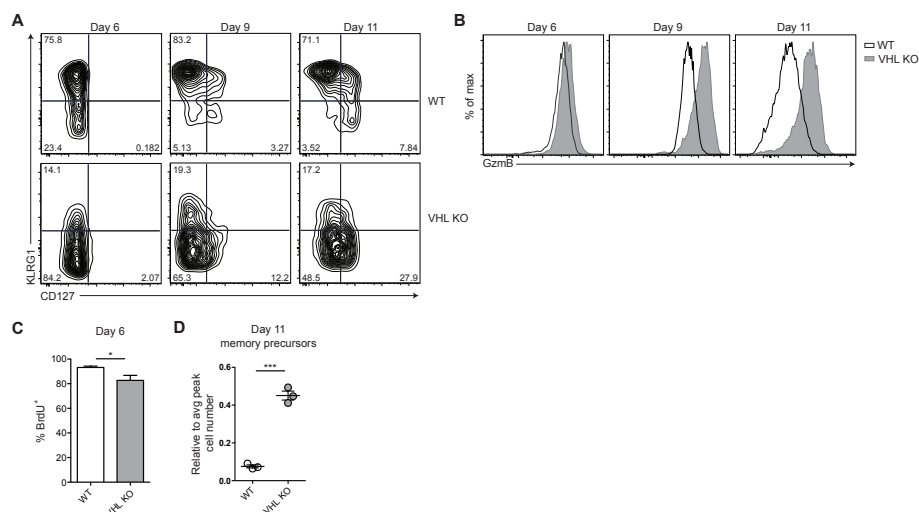 A
Day 6
Day 9
Day 11
75.8
83.2
71.1
WT
23.4
0.182
5.13
3.27
3.52
7.84
14.1
19.3
17.2
VHL KO
84.2
2.07
65.3
12.2
48.5
27.9
KLRG1
CD127
B
Day 6
Day 9
Day 11
WT
VHL KO
% of max
GzmB
C
Day 6
*
% BrdU+
100
80
60
40
20
0
WT
VHL KO
D
Day 11
memory precursors
***
Relative to avg peak
cell number
0.6
0.4
0.2
0.0
WT
VHL KO